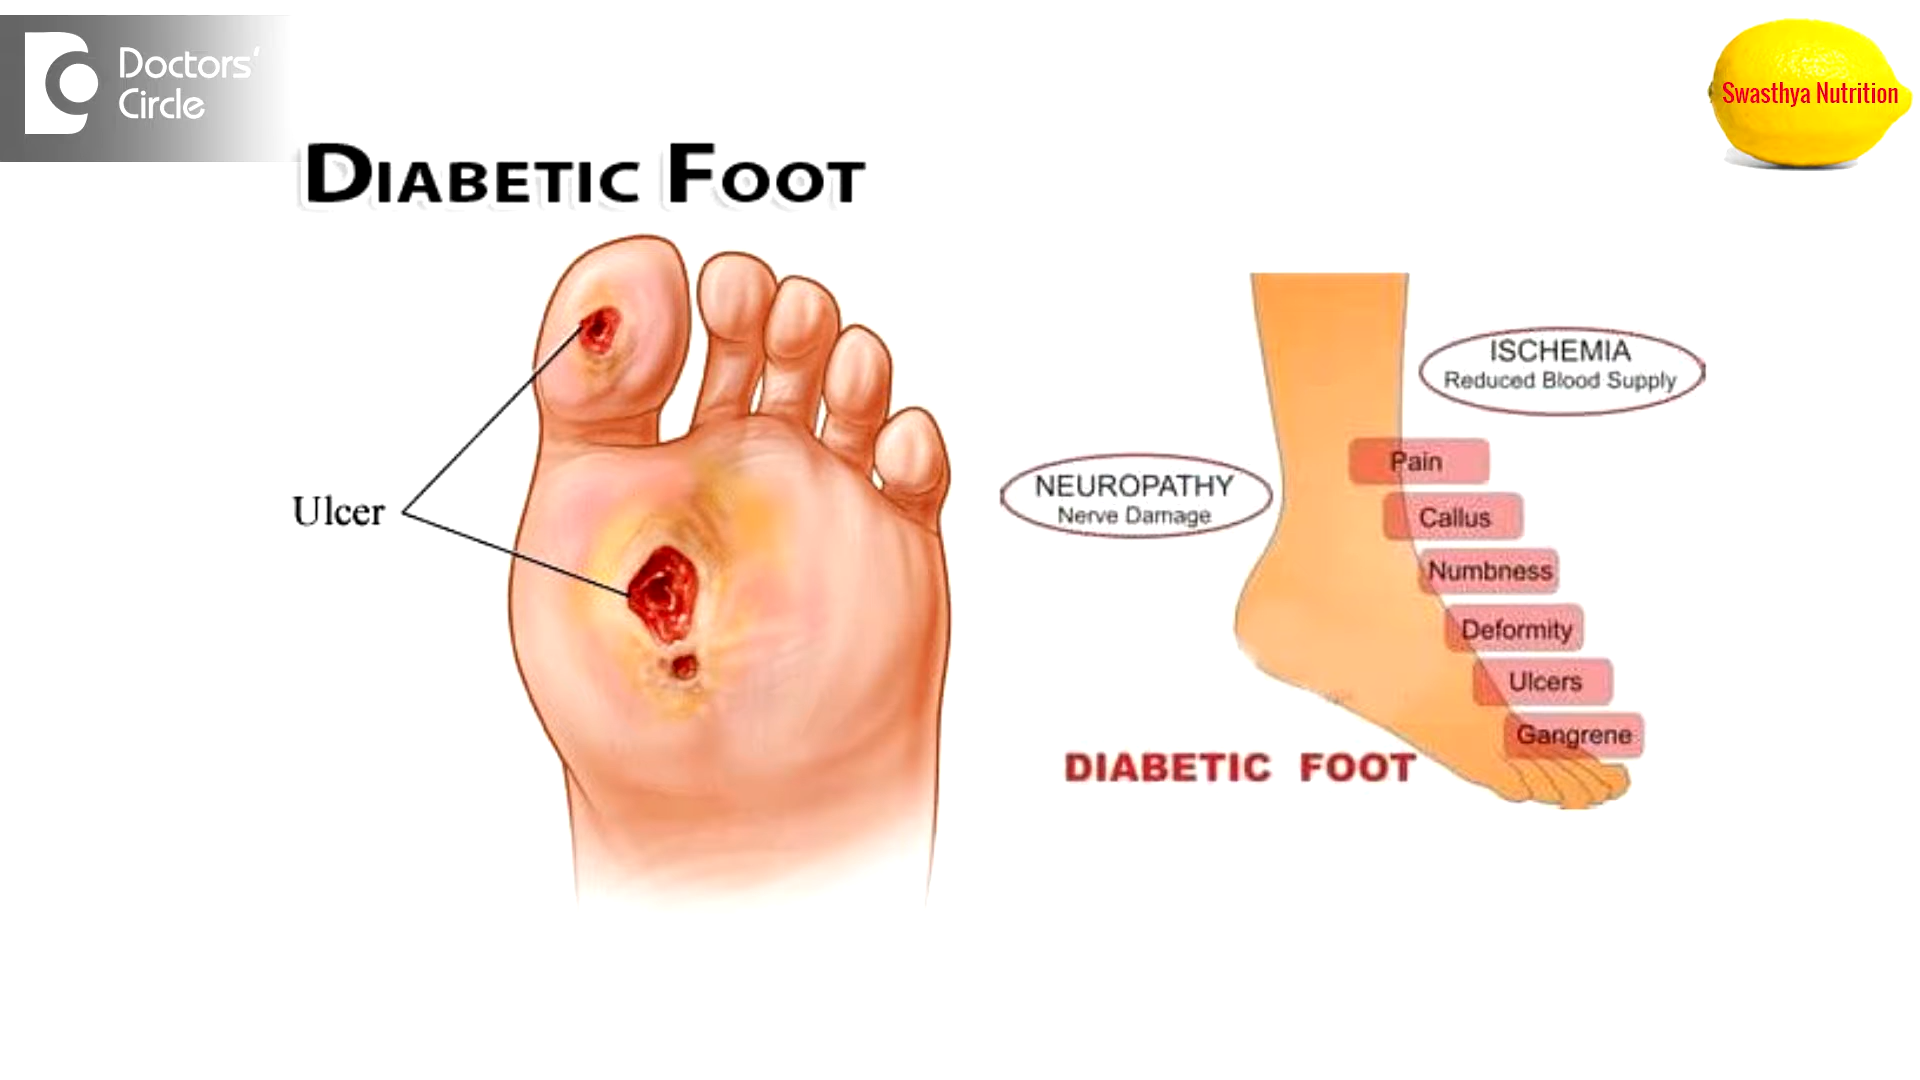 Doctors'
Circle
Swasthya Nutrition
DIABETIC FOOT
Ulcer
ISCHEMIA
Reduced Blood Supply
NEUROPATHY
Nerve Damage
Pain
Callus
Numbness
Deformity
Ulcers
Gangrene
DIABETIC FOOT